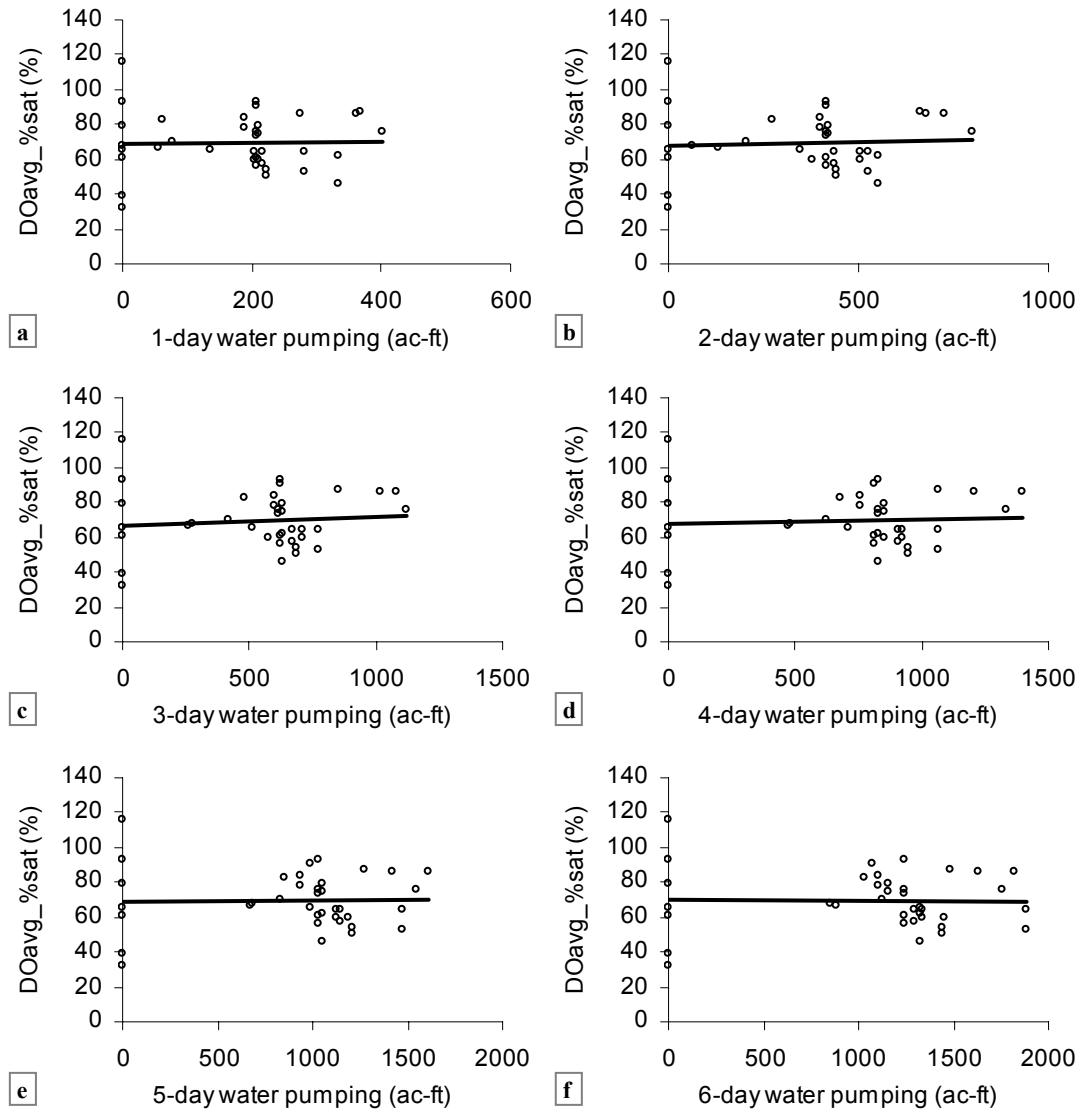 DOavg_%sat (%)
140
120
100
80
60
40
20
0
0 200 400 600
a
1-day water pumping (ac-ft)
DOavg_%sat (%)
140
120
100
80
60
40
20
0
0 500 1000
b
2-day water pumping (ac-ft)
DOavg_%sat (%)
140
120
100
80
60
40
20
0
0 500 1000 1500
c
3-day water pumping (ac-ft)
DOavg_%sat (%)
140
120
100
80
60
40
20
0
0 500 1000 1500
d
4-day water pumping (ac-ft)
DOavg_%sat (%)
140
120
100
80
60
40
20
0
0 500 1000 1500 2000
e
5-day water pumping (ac-ft)
DOavg_%sat (%)
140
120
100
80
60
40
20
0
0 500 1000 1500 2000
f
6-day water pumping (ac-ft)